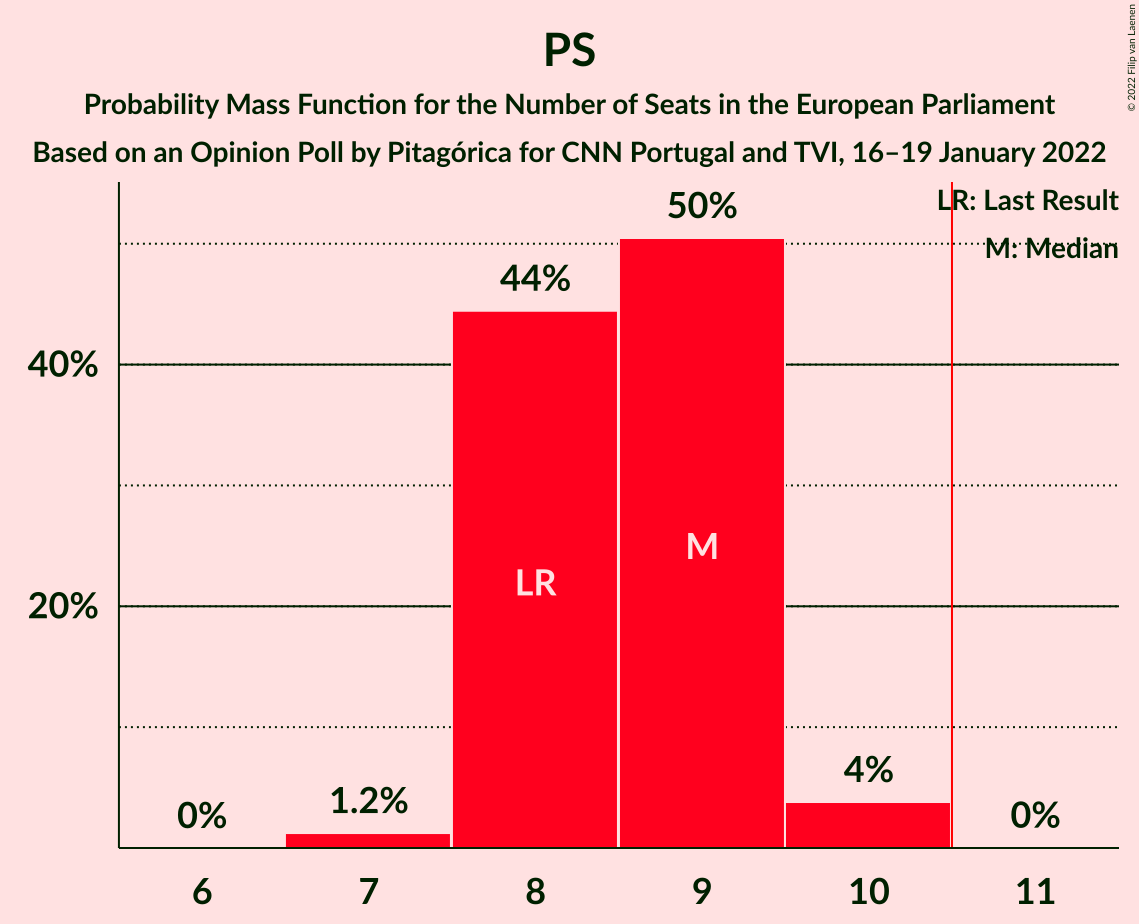 PS
Probability Mass Function for the Number of Seats in the European Parliament
Based on an Opinion Poll by Pitagórica for CNN Portugal and TVI, 16–19 January 2022
© 2022 Filip van Laenen
LR: Last Result
M: Median
50%
44%
40%
M
LR
20%
4%
1.2%
0%
0%
6 7 8 9 10 11